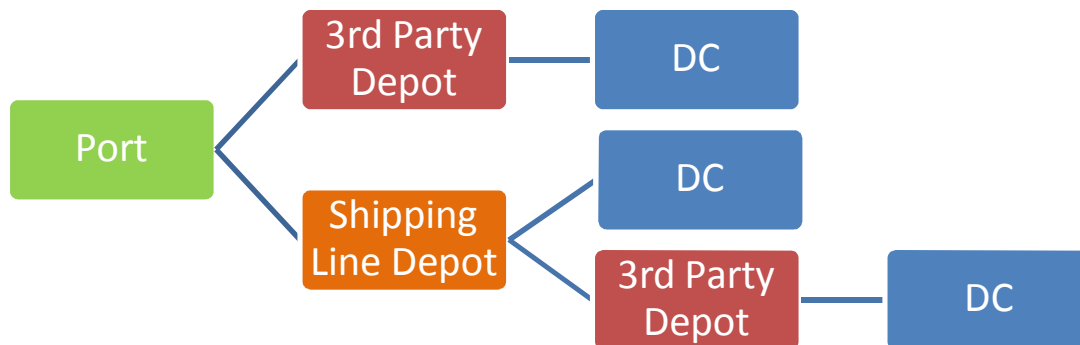 3rd Party
Depot
DC
Port
DC
Shipping
Line Depot
3rd Party
Depot
DC